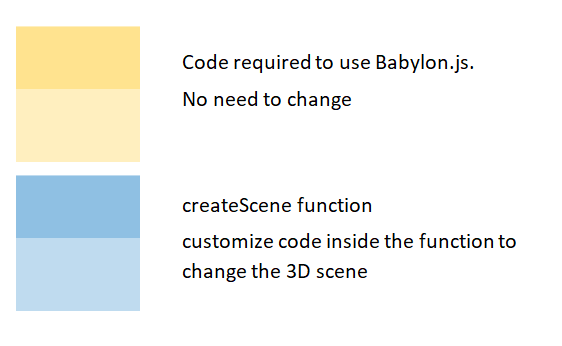 Code required to use Babylon.js.
No need to change
createScene function
customize code inside the function to
change the 3D scene